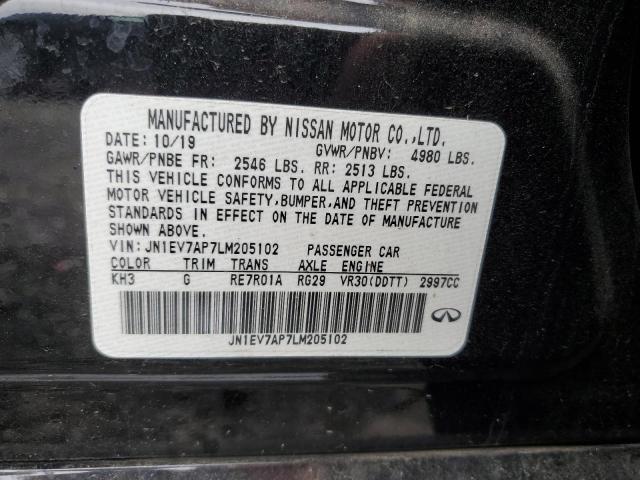 MANUFACTURED BY NISSAN MOTOR CO.,LTD.
DATE: 10/19 GVWR/PNBV: 4980 LBS.
GAWR/PNBE FR: 2546 LBS. RR: 2513 LBS.
THIS VEHICLE CONFORMS TO ALL APPLICABLE FEDERAL
MOTOR VEHICLE SAFETY,BUMPER,AND THEFT PREVENTION
STANDARDS IN EFFECT ON THE DATE OF MANUFACTURE
SHOWN ABOVE.
VIN: JN1EV7AP7LM205102 PASSENGER CAR
COLOR TRIM TRANS AXLE ENGINE
KH3 G RE7R01A RG29 VR30(DDTT) 2997CC
JN1EV7AP7LM205102